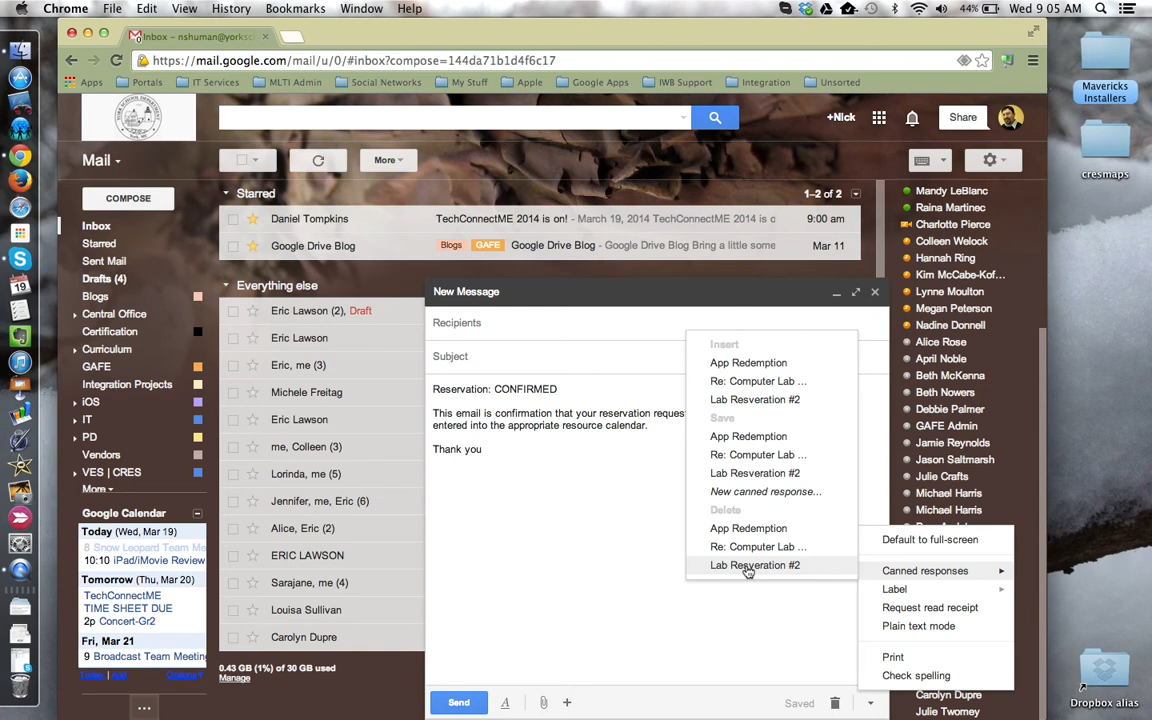 Chrome File Edit View History Bookmarks Window Help 44% Wed 9 05 AM
Inbox – nshuman@yorksch
https://mail.google.com/mail/u/0/#inbox?compose=144da71b1d4f6c17
Apps Portals IT Services MLTI Admin Social Networks My Stuff Apple Google Apps IWB Support Integration Unsorted
+Nick Share
Mail More
COMPOSE
Inbox
Starred
Sent Mail
Drafts (4)
Blogs
Central Office
Certification
Curriculum
GAFE
Integration Projects
iOS
IT
PD
Vendors
VES | CRES
More
Google Calendar
Today (Wed, Mar 19)
8 Snow Leopard Team Me
10:10 iPad/iMovie Review
Tomorrow (Thu, Mar 20)
TechConnectME
TIME SHEET DUE
2p Concert-Gr2
Fri, Mar 21
9 Broadcast Team Meeting
Today Add Options
Starred 1–2 of 2
Daniel Tompkins TechConnectME 2014 is on! - March 19, 2014 TechConnectME 2014 is c 9:00 am
Google Drive Blog Blogs GAFE Google Drive Blog - Google Drive Blog Bring a little some Mar 11
Everything else
Eric Lawson (2), Draft
Eric Lawson
Eric, me (3)
Michele Freitag
Eric Lawson
me, Colleen (3)
Lorinda, me (5)
Jennifer, me, Eric (6)
Alice, Eric (2)
ERIC LAWSON
Sarajane, me (4)
Louisa Sullivan
Carolyn Dupre
0.43 GB (1%) of 30 GB used
Manage
New Message
Recipients
Subject
Reservation: CONFIRMED
This email is confirmation that your reservation reques
entered into the appropriate resource calendar.
Thank you
Send Saved
Insert
App Redemption
Re: Computer Lab ...
Lab Resveration #2
Save
App Redemption
Re: Computer Lab ...
Lab Resveration #2
New canned response...
Delete
App Redemption
Re: Computer Lab ...
Lab Resveration #2
Default to full-screen
Canned responses
Label
Request read receipt
Plain text mode
Print
Check spelling
Mandy LeBlanc
Raina Martinec
Charlotte Pierce
Colleen Welock
Hannah Ring
Kim McCabe-Kof...
Lynne Moulton
Megan Peterson
Nadine Donnell
Alice Rose
April Noble
Beth McKenna
Beth Nowers
Debbie Palmer
GAFE Admin
Jamie Reynolds
Jason Saltmarsh
Julie Crafts
Michael Harris
Michael Harris
Carolyn Dupre
Julie Twomey
Mavericks
Installers
cresmaps
Dropbox alias
19